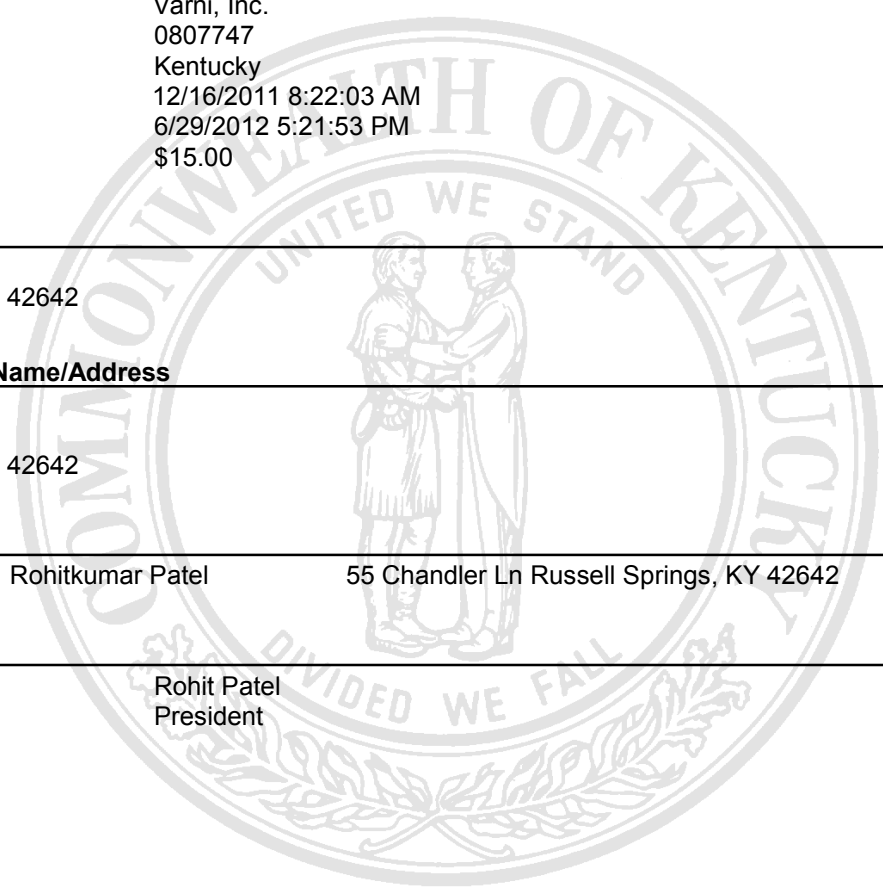 Varni, Inc.
0807747
Kentucky
12/16/2011 8:22:03 AM
6/29/2012 5:21:53 PM
$15.00
42642
Name/Address
42642
Rohitkumar Patel 55 Chandler Ln Russell Springs, KY 42642
Rohit Patel
President
COMMONWEALTH OF KENTUCKY
UNITED WE STAND
DIVIDED WE FALL